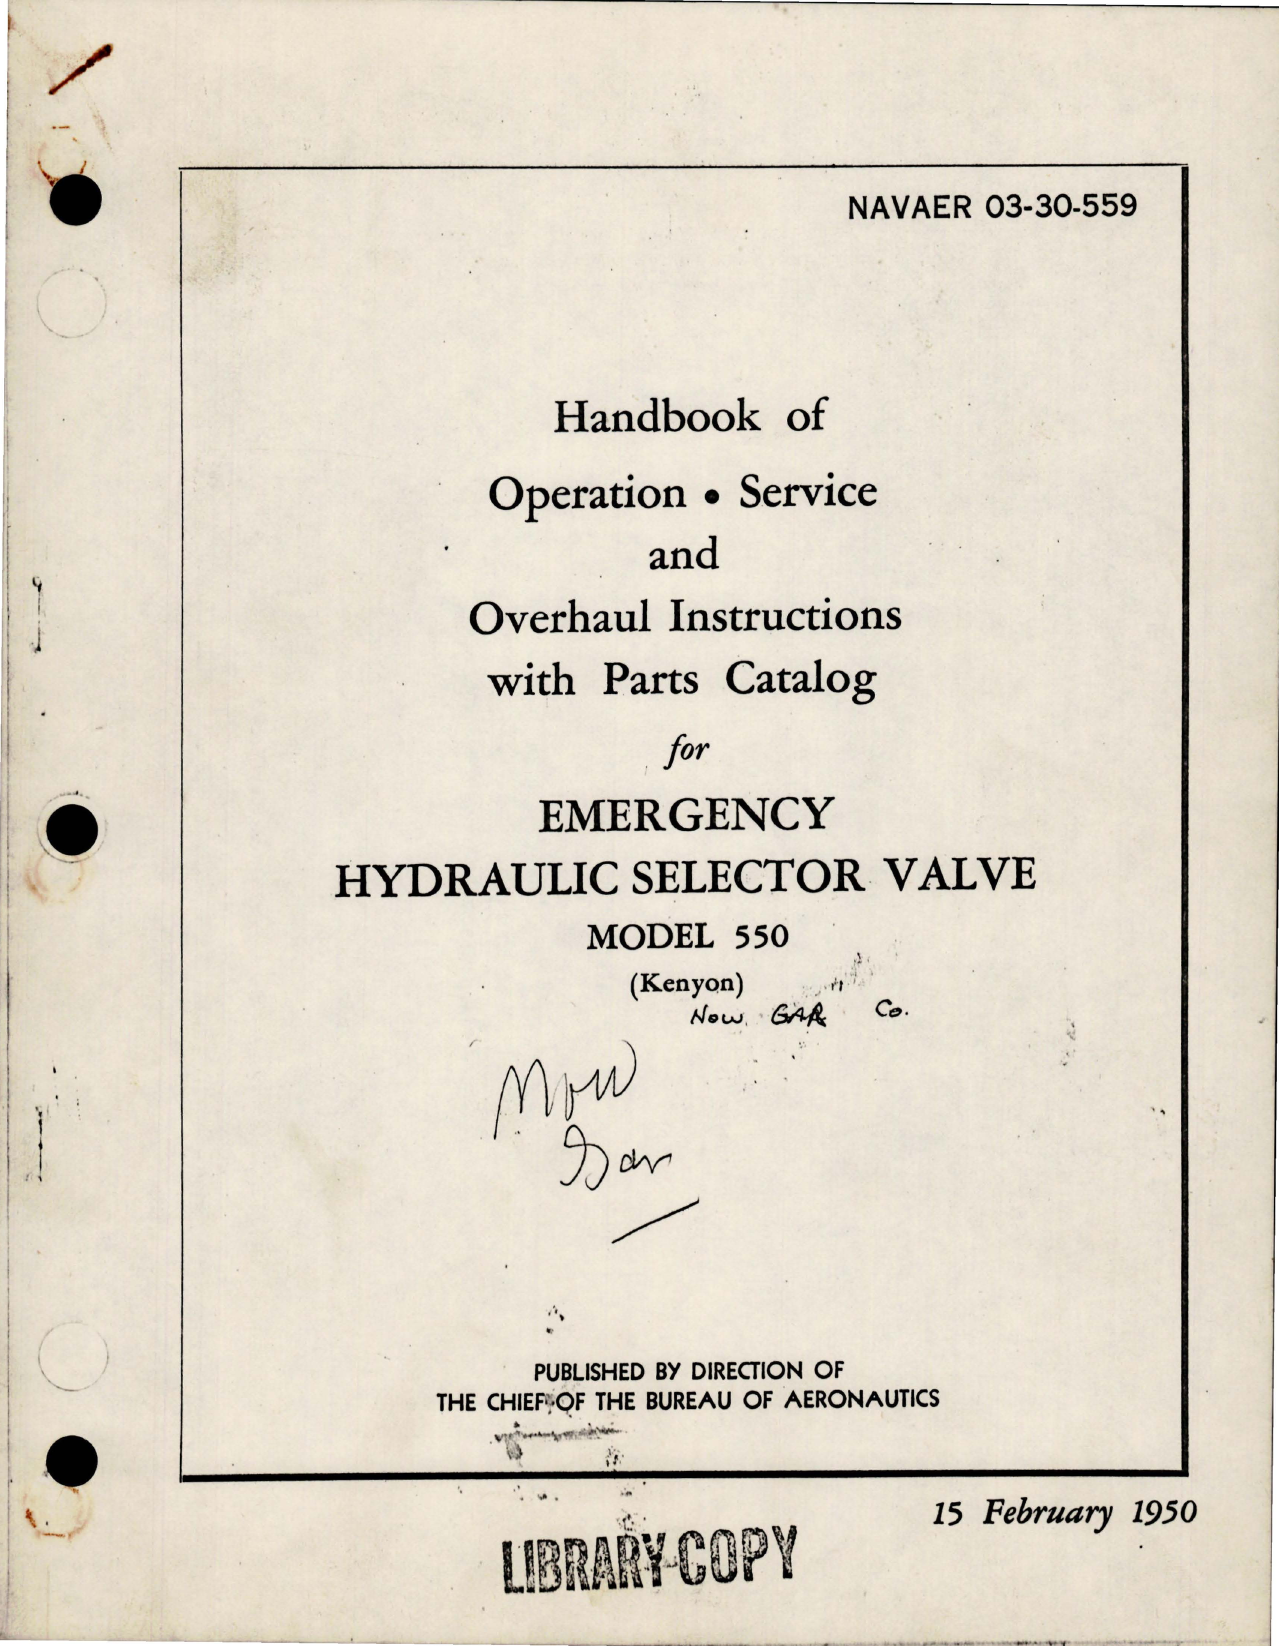 NAVAER 03-30-559
Handbook of
Operation • Service
and
Overhaul Instructions
with Parts Catalog
for
EMERGENCY
HYDRAULIC SELECTOR VALVE
MODEL 550
(Kenyon)
Now GAR Co.
Now
Gar
PUBLISHED BY DIRECTION OF
THE CHIEF OF THE BUREAU OF AERONAUTICS
15 February 1950
LIBRARY COPY